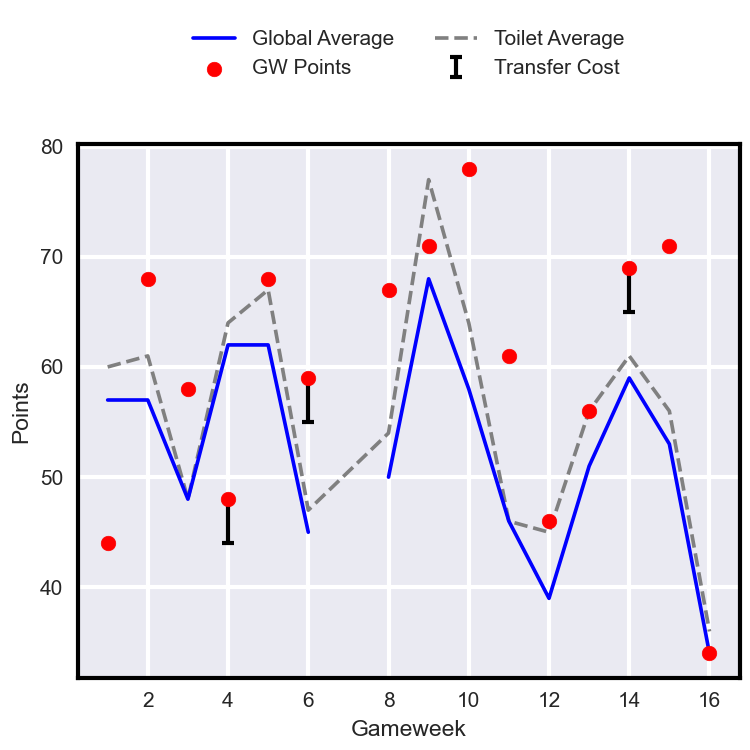 Global Average
Toilet Average
GW Points
Transfer Cost
80
70
60
50
40
Points
2 4 6 8 10 12 14 16
Gameweek